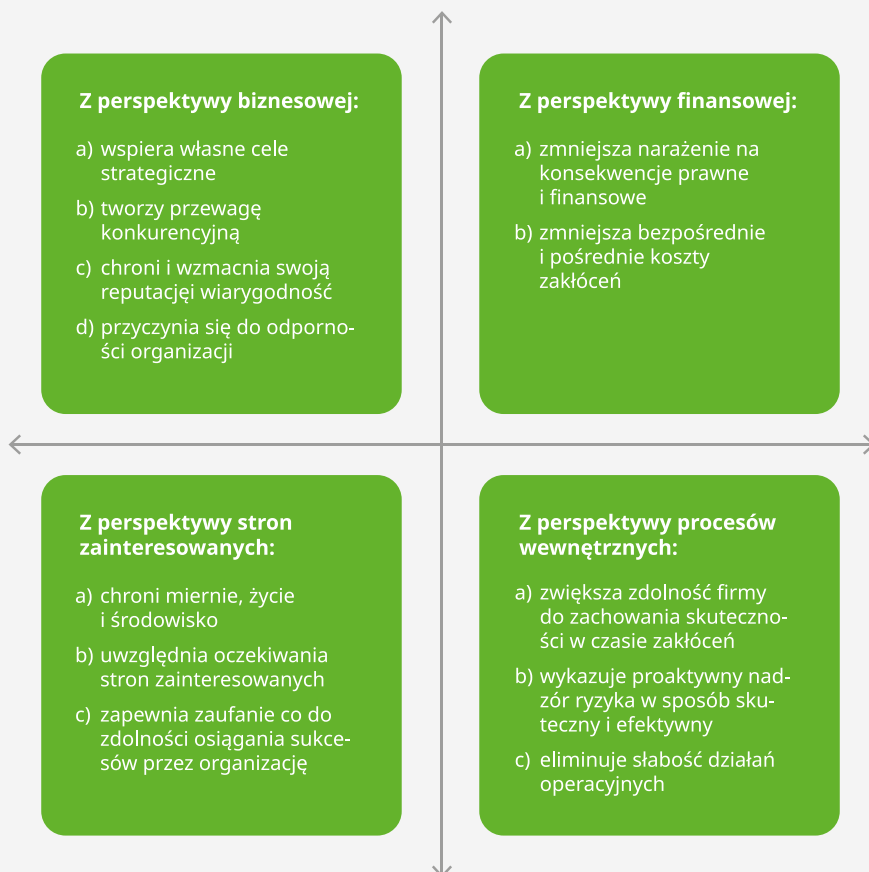 Z perspektywy biznesowej:
a) wspiera własne cele
strategiczne
b) tworzy przewagę
konkurencyjną
c) chroni i wzmacnia swoją
reputacjęi wiarygodność
d) przyczynia się do odporno-
ści organizacji
Z perspektywy finansowej:
a) zmniejsza narażenie na
konsekwencje prawne
i finansowe
b) zmniejsza bezpośrednie
i pośrednie koszty
zakłóceń
Z perspektywy stron
zainteresowanych:
a) chroni miernie, życie
i środowisko
b) uwzględnia oczekiwania
stron zainteresowanych
c) zapewnia zaufanie co do
zdolności osiągania sukce-
sów przez organizację
Z perspektywy procesów
wewnętrznych:
a) zwiększa zdolność firmy
do zachowania skuteczno-
ści w czasie zakłóceń
b) wykazuje proaktywny nad-
zór ryzyka w sposób sku-
teczny i efektywny
c) eliminuje słabość działań
operacyjnych